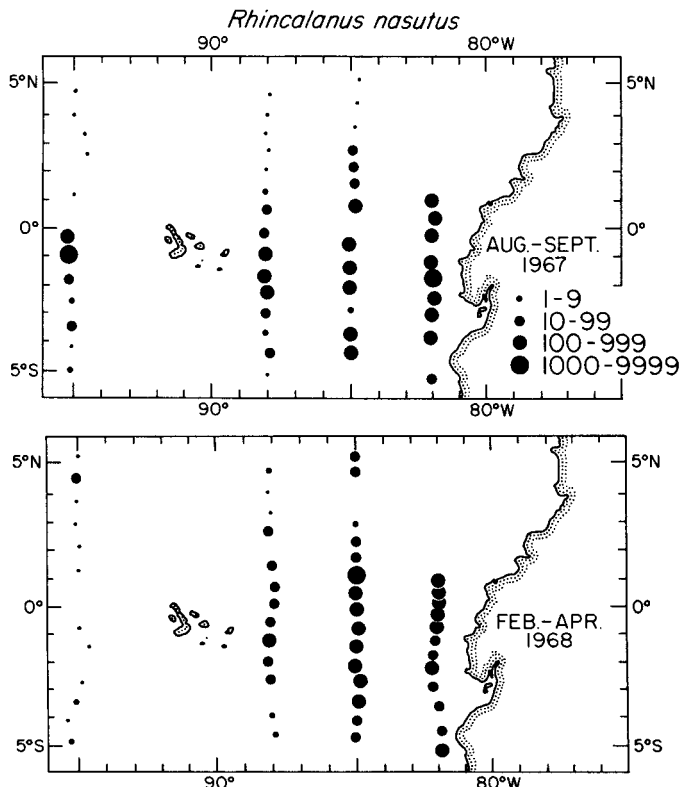 Rhincalanus nasutus
90° 80°W
5°N 5°N
0° 0°
AUG.-SEPT.
1967
1-9
10-99
100-999
1000-9999
5°S 5°S
90° 80°
5°N 5°N
0° 0°
FEB.-APR.
1968
5°S 5°S
90° 80°W